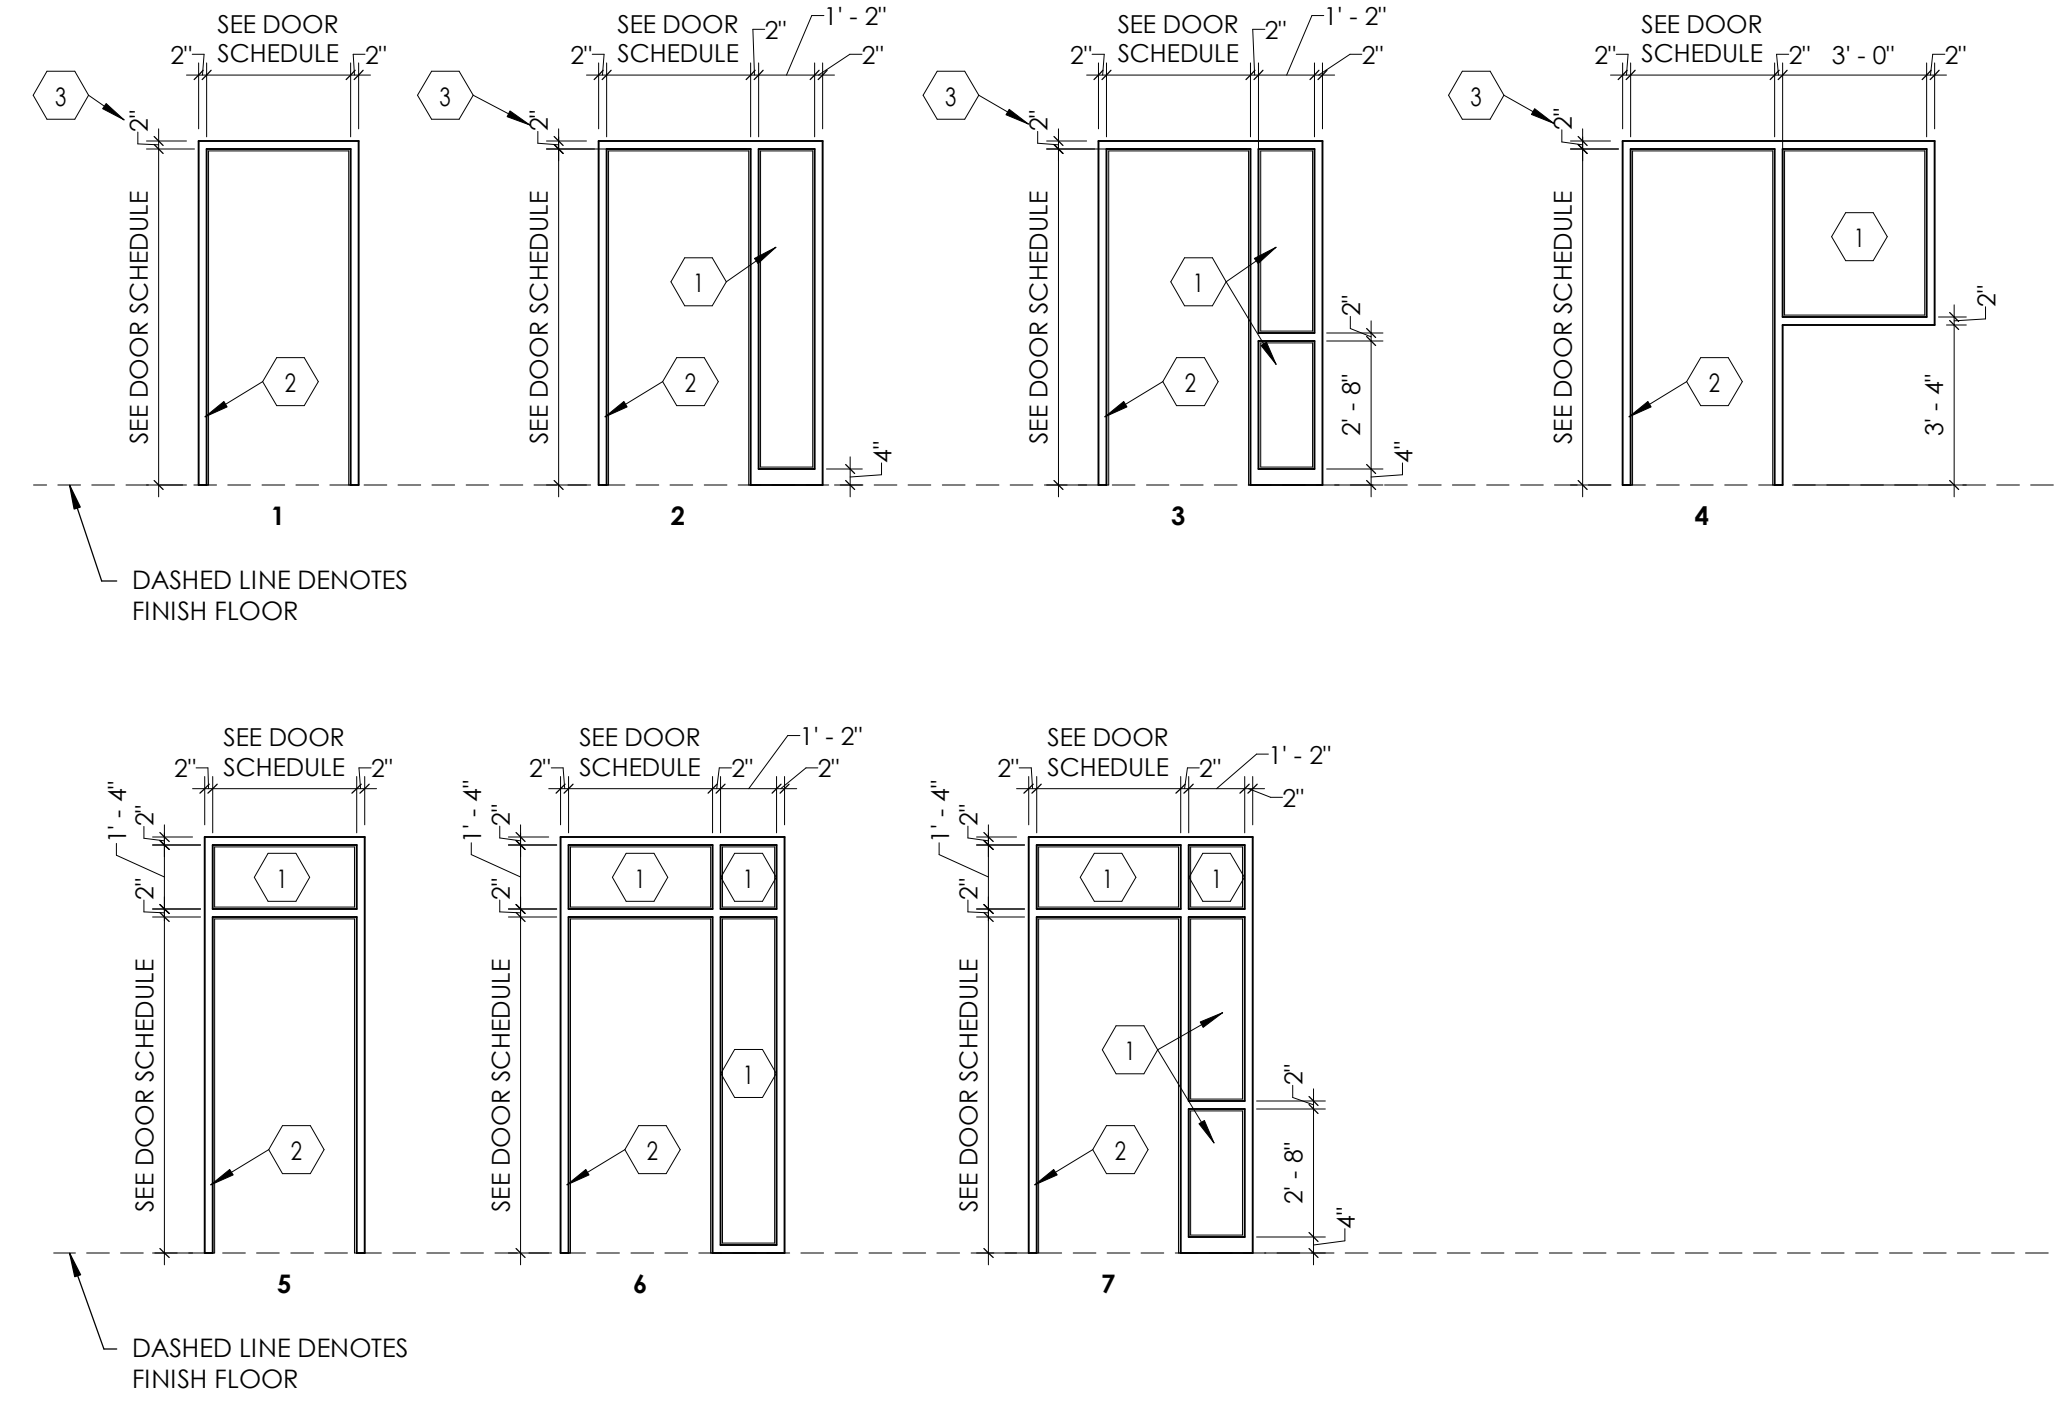 SEE DOOR
SCHEDULE
2"
2"
3
2"
SEE DOOR SCHEDULE
2
1
SEE DOOR
SCHEDULE
2"
2"
1' - 2"
2"
3
2"
SEE DOOR SCHEDULE
1
2
4"
2
SEE DOOR
SCHEDULE
2"
2"
1' - 2"
2"
3
2"
SEE DOOR SCHEDULE
1
2
2"
2' - 8"
4"
3
SEE DOOR
SCHEDULE
2"
2"
3' - 0"
2"
3
2"
SEE DOOR SCHEDULE
1
2
2"
3' - 4"
4
DASHED LINE DENOTES
FINISH FLOOR
SEE DOOR
SCHEDULE
2"
2"
1' - 4"
2"
2"
SEE DOOR SCHEDULE
1
2
5
SEE DOOR
SCHEDULE
2"
2"
1' - 2"
2"
1' - 4"
2"
2"
SEE DOOR SCHEDULE
1
1
1
2
6
SEE DOOR
SCHEDULE
2"
2"
1' - 2"
2"
1' - 4"
2"
2"
SEE DOOR SCHEDULE
1
1
1
2
2"
2' - 8"
4"
7
DASHED LINE DENOTES
FINISH FLOOR